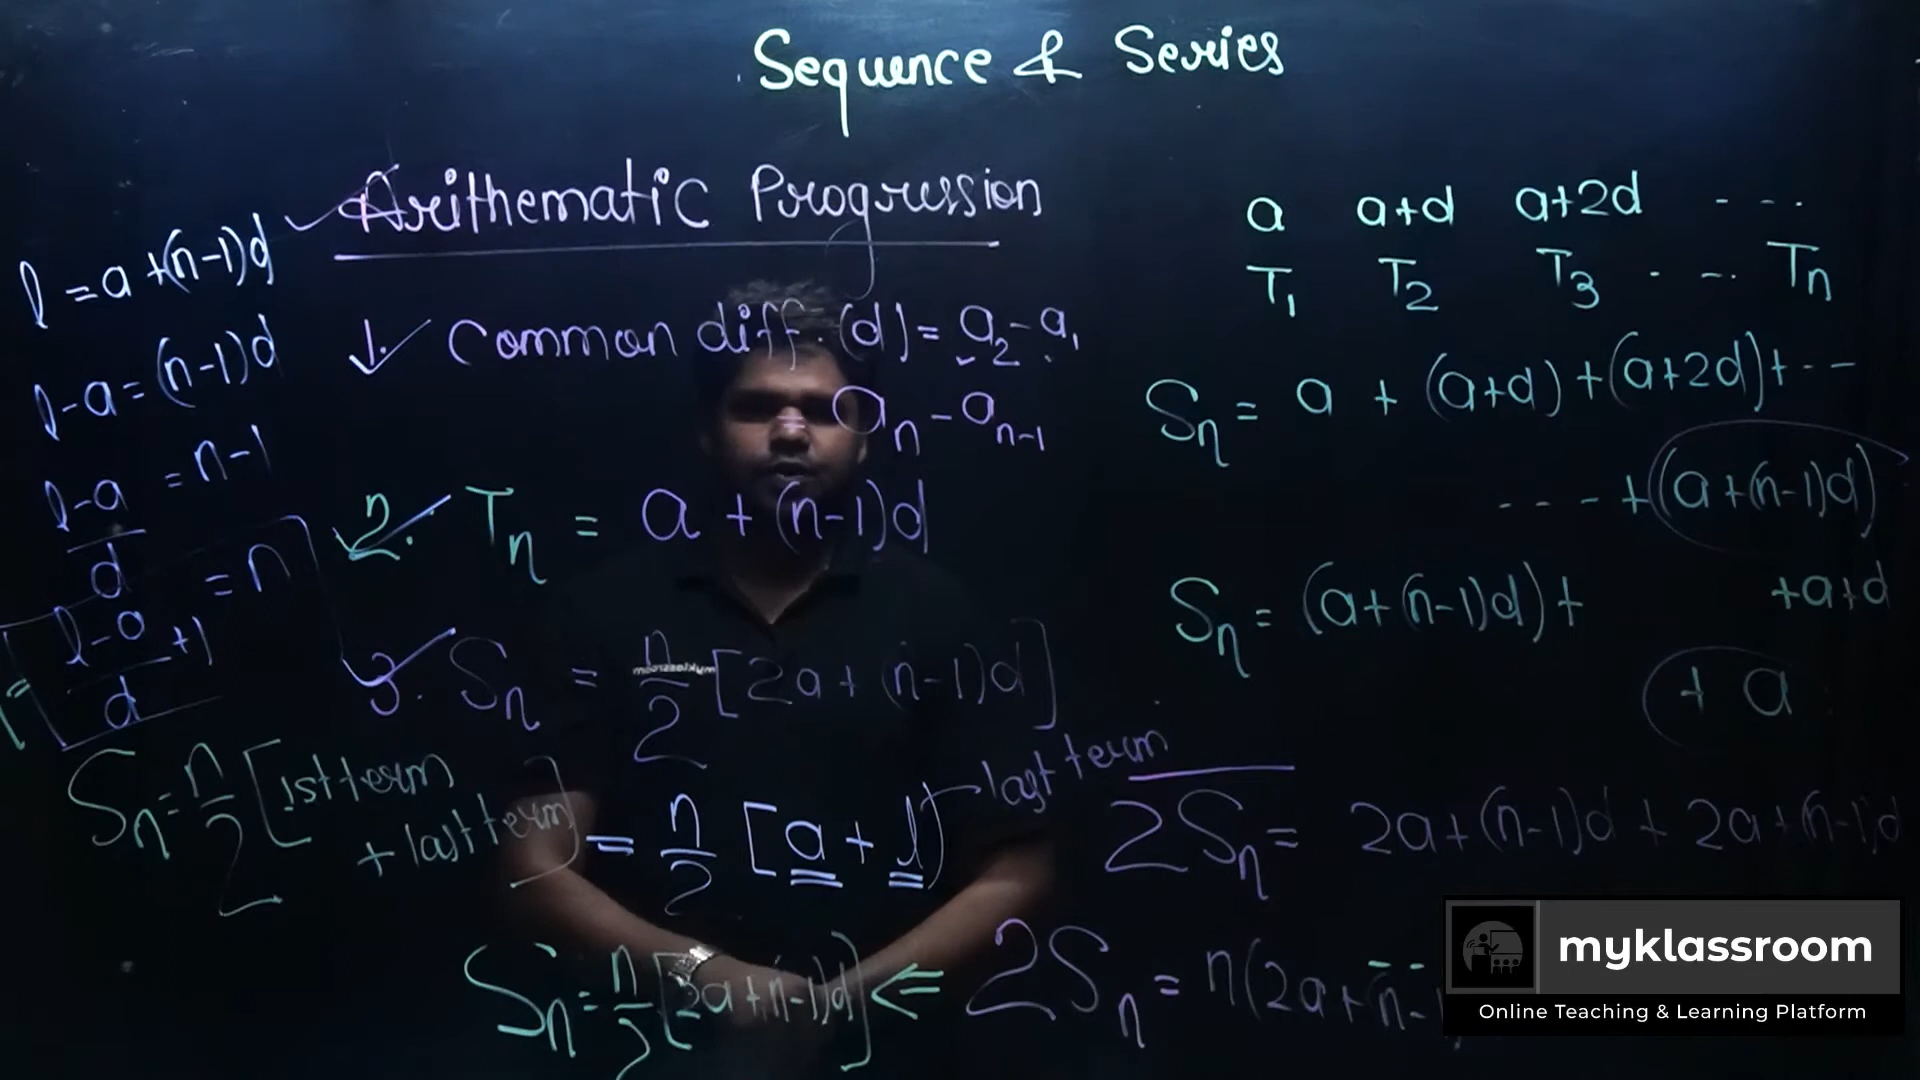 Sequence & Series
Arithematic Progression
l = a + (n-1)d
l-a = (n-1)d
l-a/d = n-1
l-a/d + 1 = n
1. Common diff. (d) = a₂ - a₁
= aₙ - aₙ₋₁
2. Tₙ = a + (n-1)d
3. Sₙ = n/2 [2a + (n-1)d]
= n/2 [a + l) last term
Sₙ = n/2 [1st term + last term]
a a+d a+2d - - -
T₁ T₂ T₃ - - - Tₙ
Sₙ = a + (a+d) + (a+2d) + - - -
- - - + (a+(n-1)d)
Sₙ = (a+(n-1)d) + +a+d
+ a
2Sₙ = 2a+(n-1)d + 2a+(n-1)d
2Sₙ = n(2a+n-
Sₙ = n/2 [2a+n-1)d] ⇐
myklassroom
Online Teaching & Learning Platform